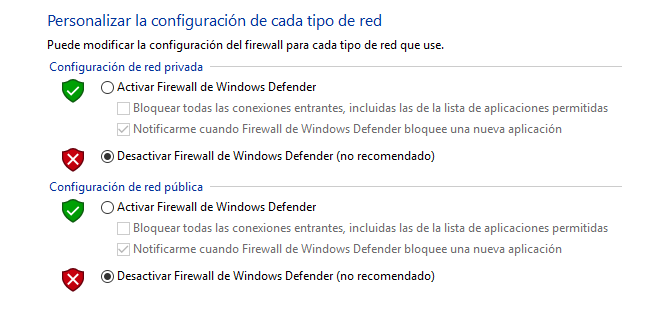 Personalizar la configuración de cada tipo de red
Puede modificar la configuración del firewall para cada tipo de red que use.
Configuración de red privada
Activar Firewall de Windows Defender
Bloquear todas las conexiones entrantes, incluidas las de la lista de aplicaciones permitidas
Notificarme cuando Firewall de Windows Defender bloquee una nueva aplicación
Desactivar Firewall de Windows Defender (no recomendado)
Configuración de red pública
Activar Firewall de Windows Defender
Bloquear todas las conexiones entrantes, incluidas las de la lista de aplicaciones permitidas
Notificarme cuando Firewall de Windows Defender bloquee una nueva aplicación
Desactivar Firewall de Windows Defender (no recomendado)